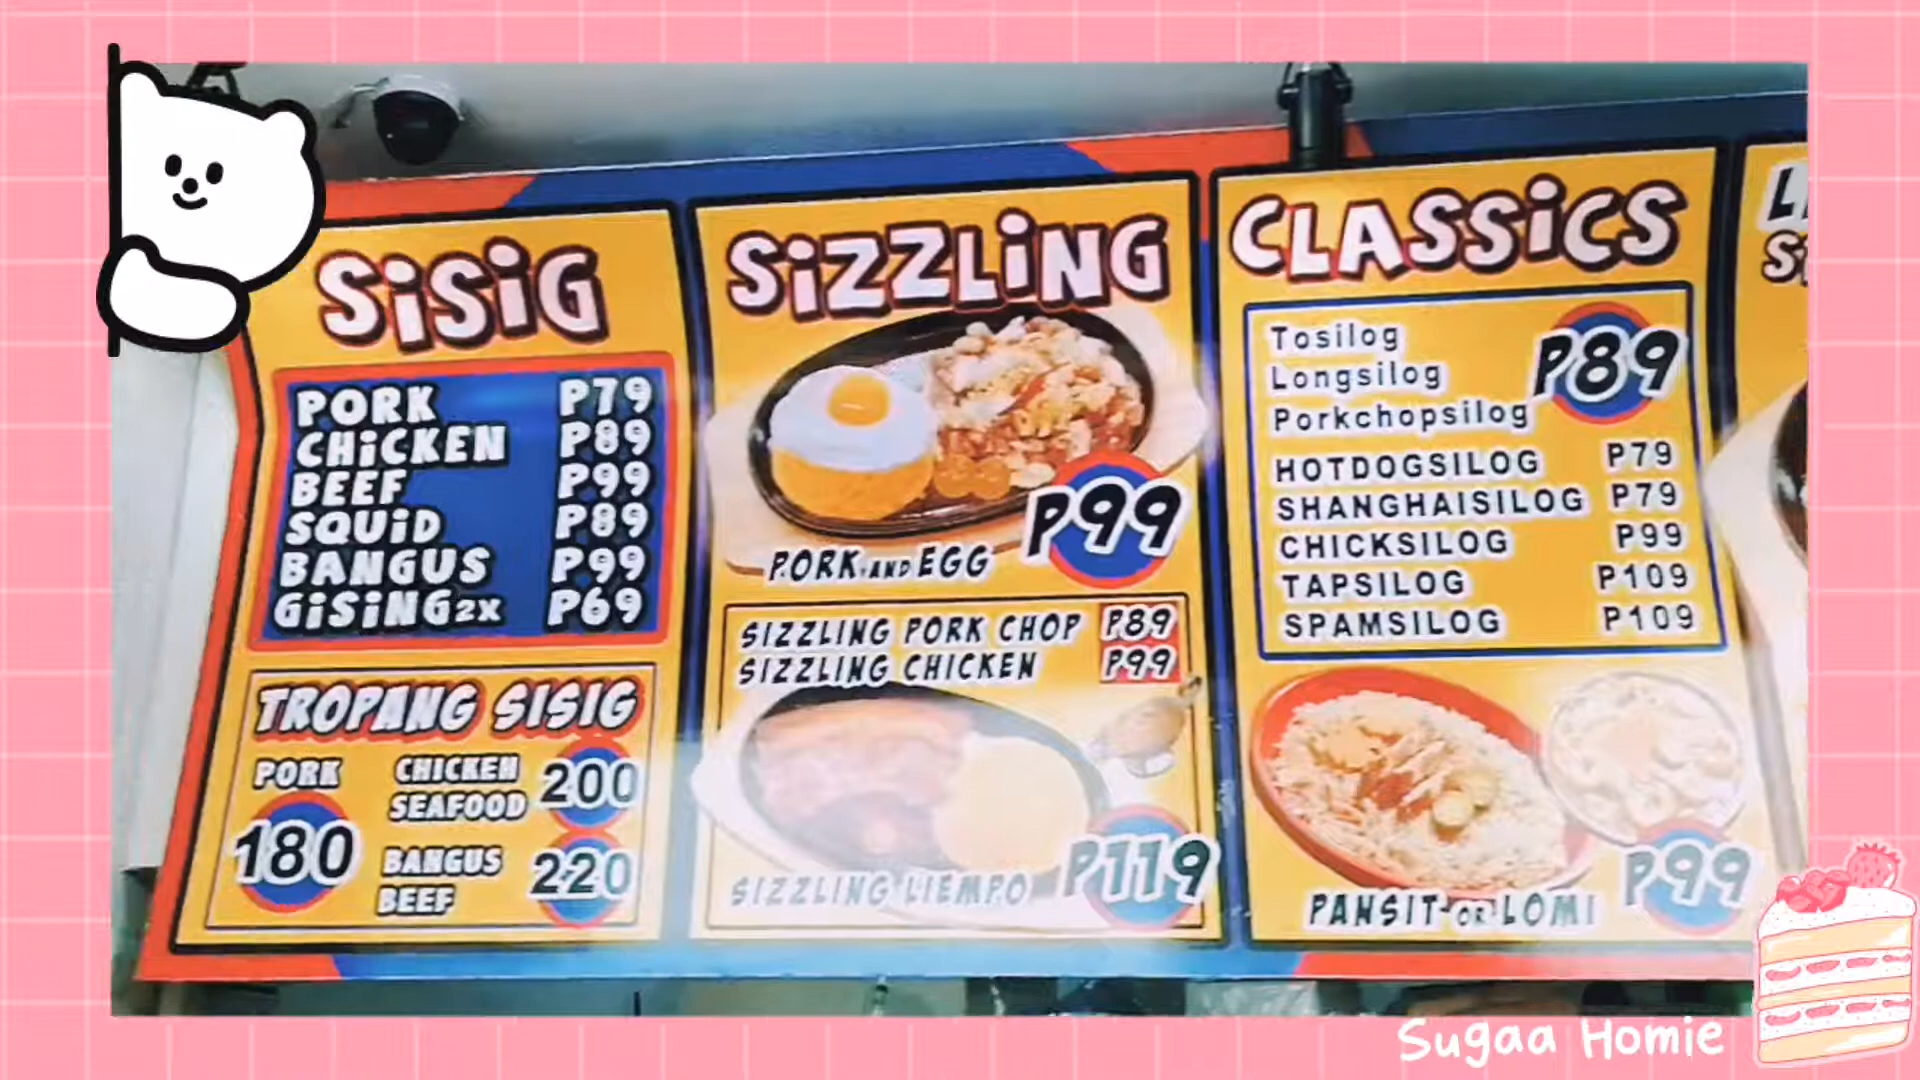 SiSiG
PORK P79
CHiCKEN P89
BEEF P99
SQUiD P89
BANGUS P99
GiSiNG 2X P69
TROPANG SISIG
PORK 180
CHICKEN SEAFOOD 200
BANGUS BEEF 220
SiZZLiNG
P99
PORK AND EGG
SIZZLING PORK CHOP P89
SIZZLING CHICKEN P99
SIZZLING LIEMPO P119
CLASSiCS
Tosilog
Longsilog
Porkchopsilog
P89
HOTDOGSILOG P79
SHANGHAISILOG P79
CHICKSILOG P99
TAPSILOG P109
SPAMSILOG P109
PANSIT OR LOMI P99
Sugaa Homie